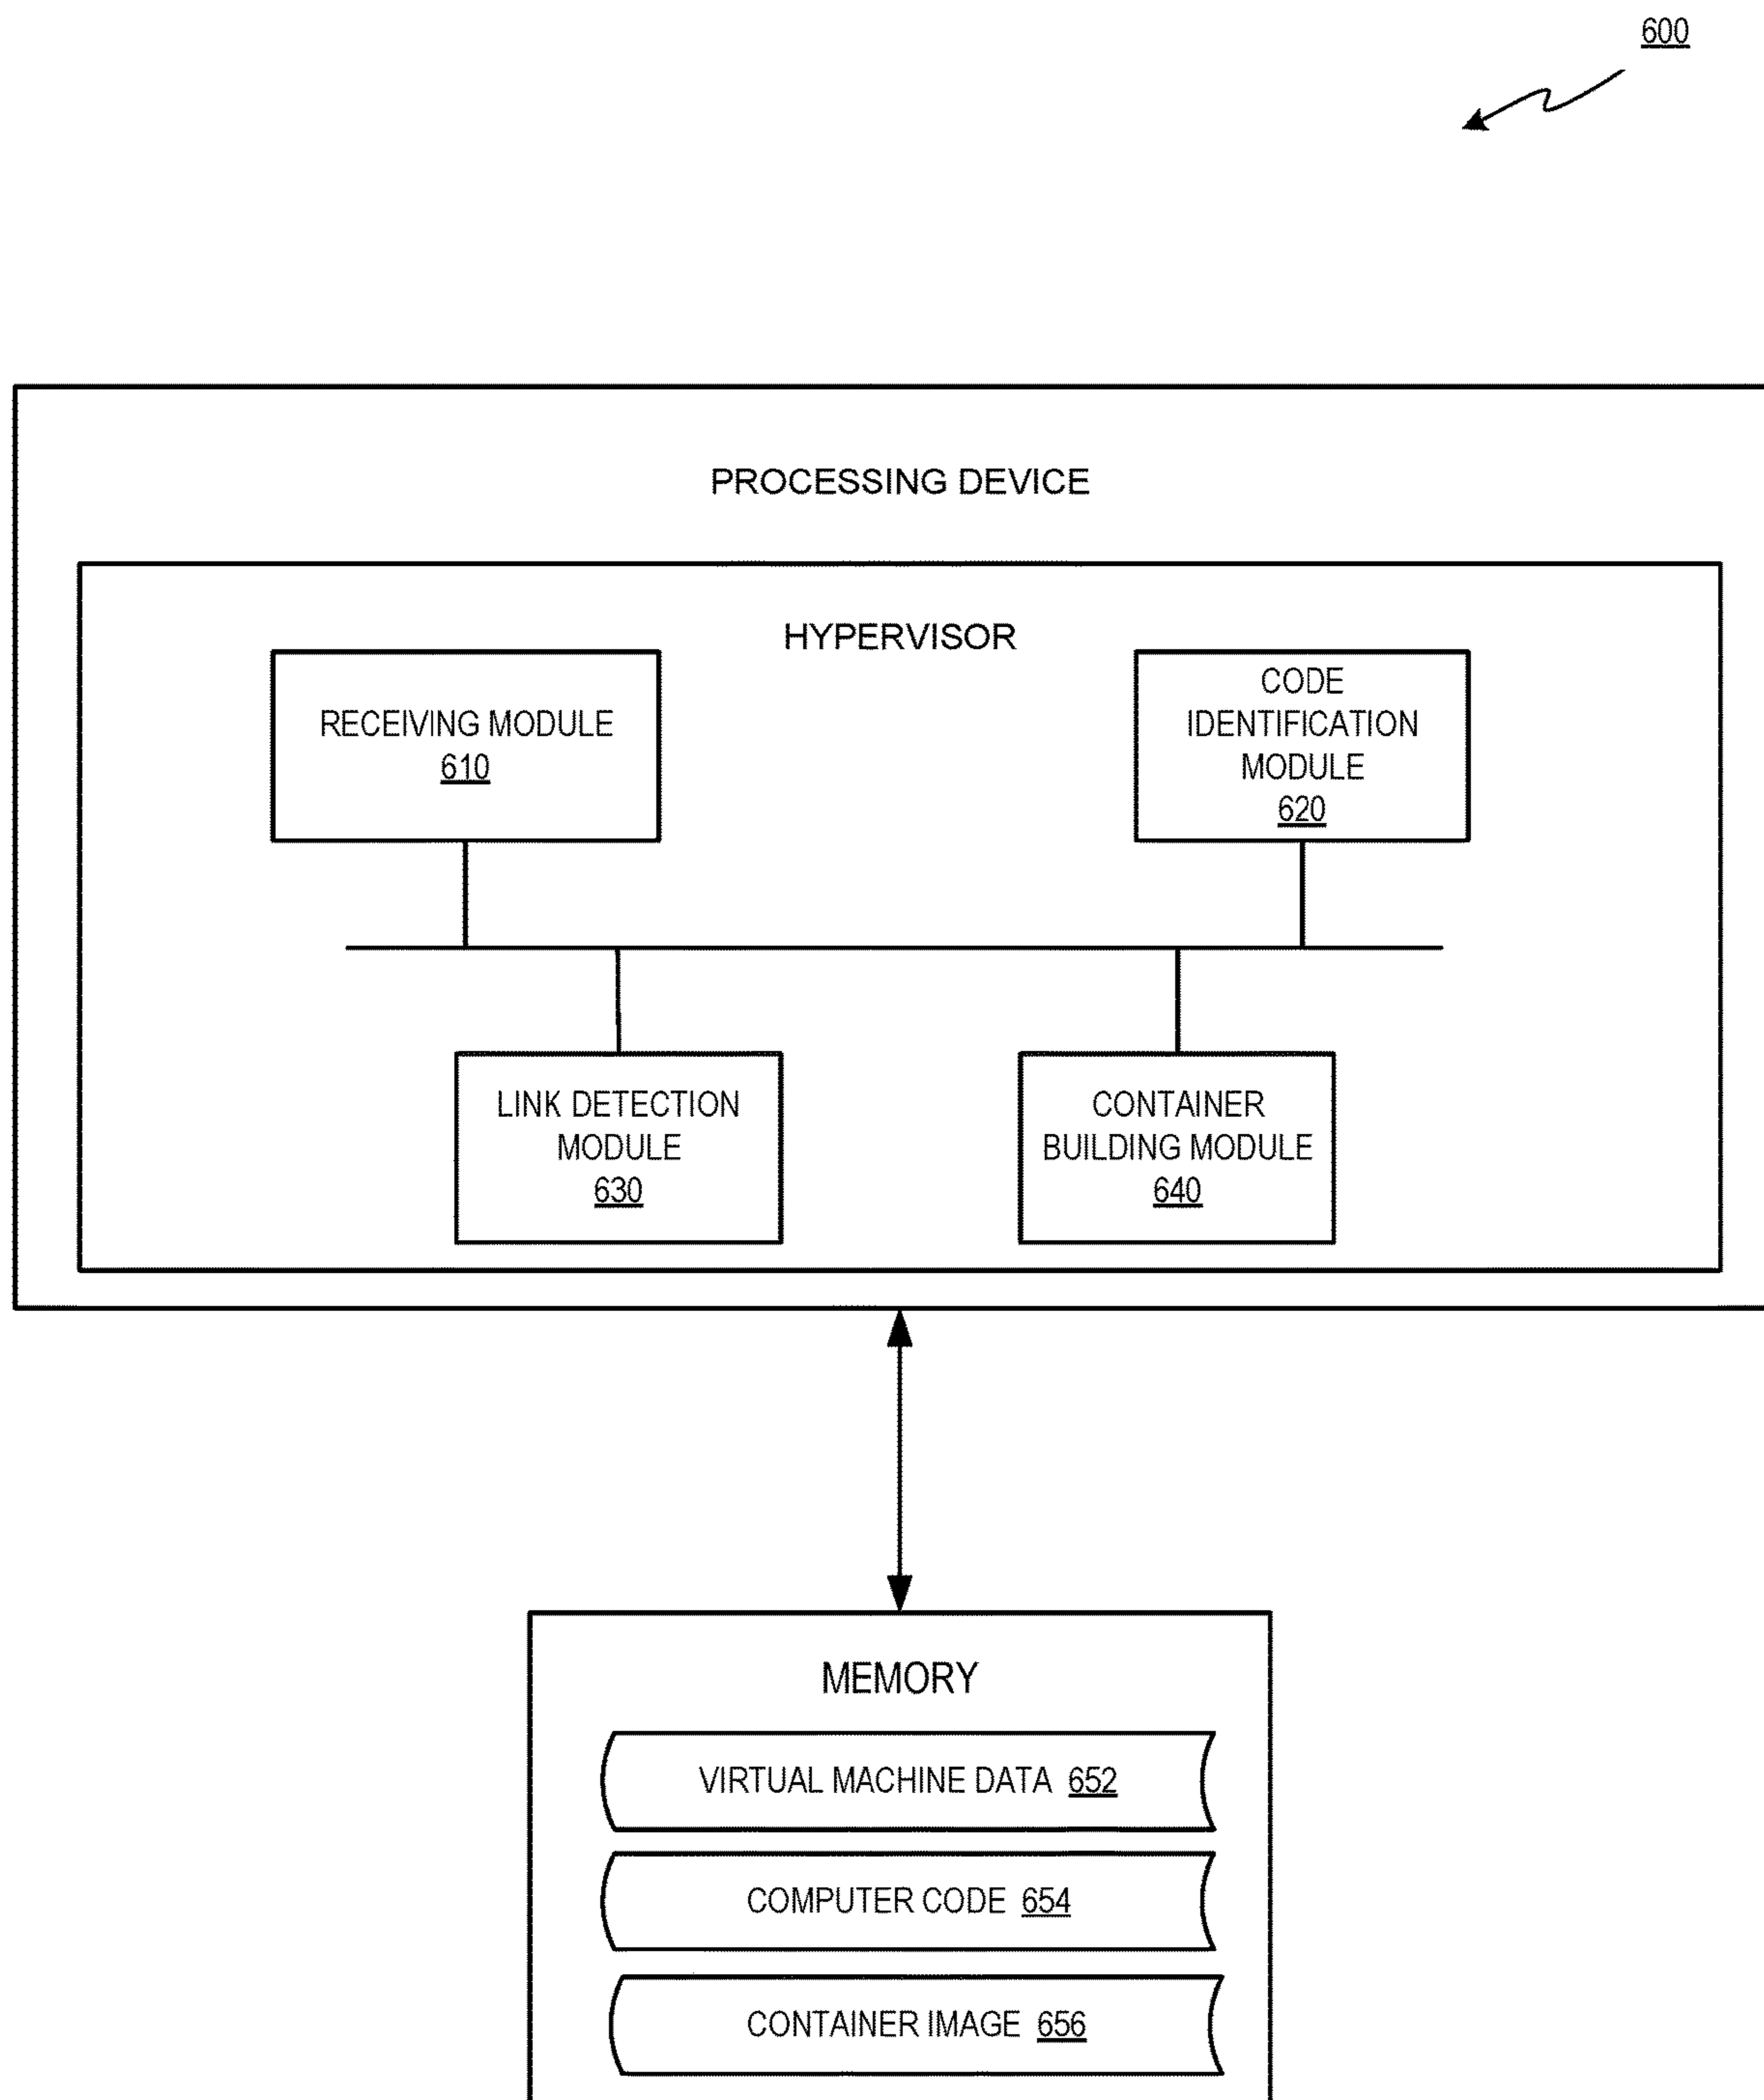 600
PROCESSING DEVICE
HYPERVISOR
RECEIVING MODULE
610
CODE
IDENTIFICATION
MODULE
620
LINK DETECTION
MODULE
630
CONTAINER
BUILDING MODULE
640
MEMORY
VIRTUAL MACHINE DATA 652
COMPUTER CODE 654
CONTAINER IMAGE 656